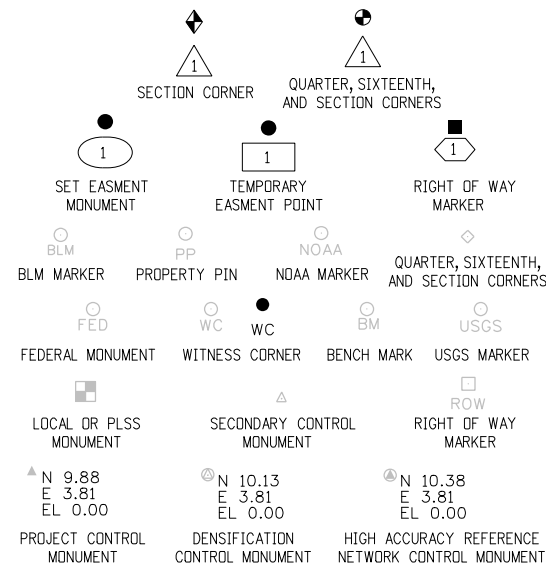 1
1
SECTION CORNER
QUARTER, SIXTEENTH,
AND SECTION CORNERS
1
1
1
SET EASMENT
MONUMENT
TEMPORARY
EASMENT POINT
RIGHT OF WAY
MARKER
BLM
PP
NOAA
BLM MARKER
PROPERTY PIN
NOAA MARKER
QUARTER, SIXTEENTH,
AND SECTION CORNERS
FED
WC
WC
BM
USGS
FEDERAL MONUMENT
WITNESS CORNER
BENCH MARK
USGS MARKER
ROW
LOCAL OR PLSS
MONUMENT
SECONDARY CONTROL
MONUMENT
RIGHT OF WAY
MARKER
N 9.88
E 3.81
EL 0.00
N 10.13
E 3.81
EL 0.00
N 10.38
E 3.81
EL 0.00
PROJECT CONTROL
MONUMENT
DENSIFICATION
CONTROL MONUMENT
HIGH ACCURACY REFERENCE
NETWORK CONTROL MONUMENT